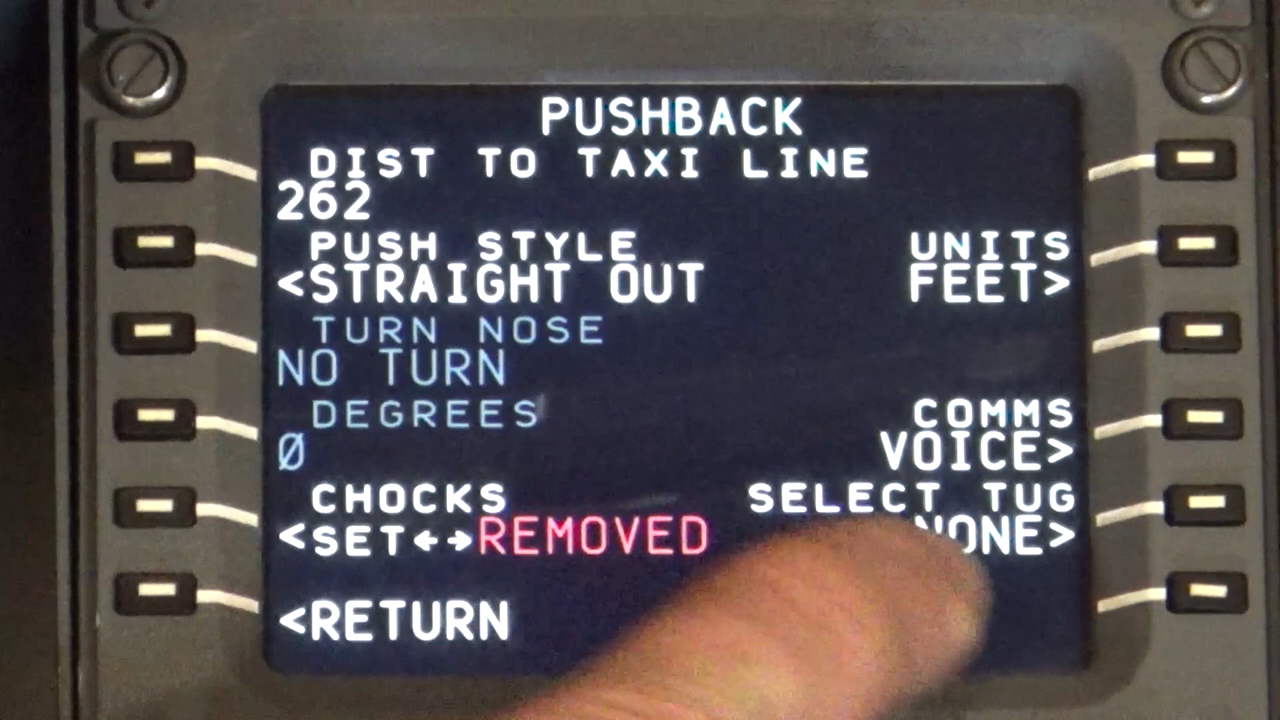 PUSHBACK
DIST TO TAXI LINE
262
PUSH STYLE UNITS
<STRAIGHT OUT FEET>
TURN NOSE
NO TURN
DEGREES COMMS
Ø VOICE>
CHOCKS SELECT TUG
<SET↔REMOVED NONE>
<RETURN